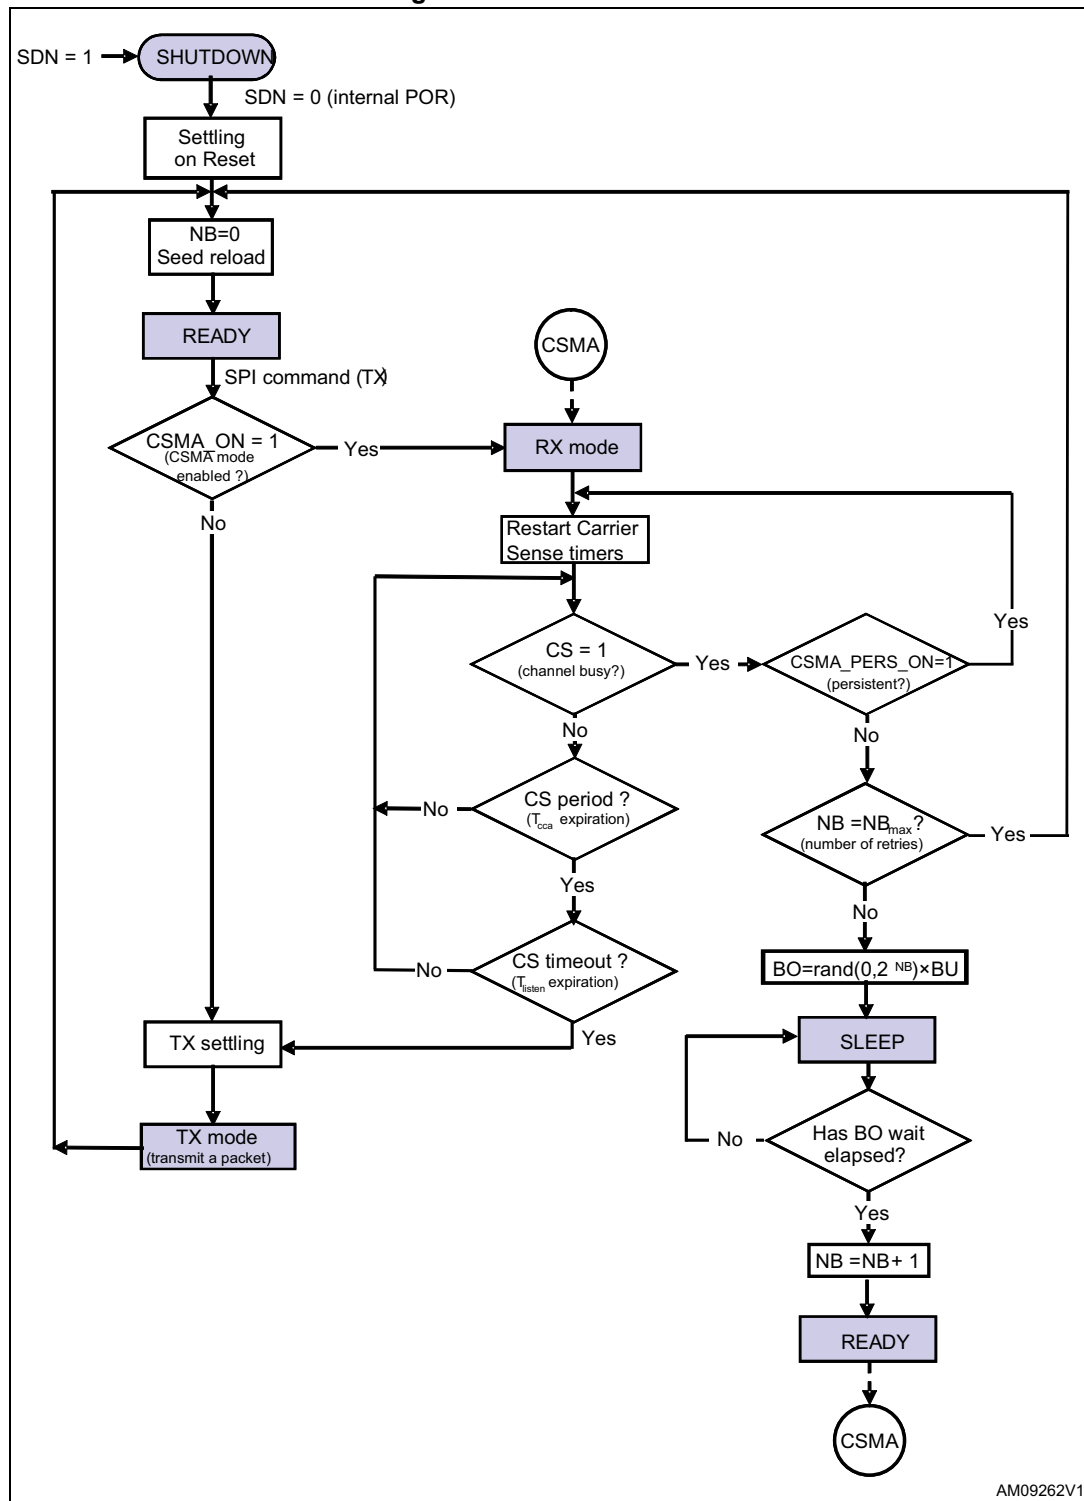 SDN = 1
SHUTDOWN
SDN = 0 (internal POR)
Settling
on Reset
NB=0
Seed reload
READY
SPI command (TX)
CSMA_ON = 1
(CSMA mode
enabled ?)
Yes
No
CSMA
RX mode
Restart Carrier
Sense timers
CS = 1
(channel busy?)
Yes
CSMA_PERS_ON=1
(persistent?)
Yes
No
No
CS period ?
(Tcca expiration)
No
Yes
NB =NBmax?
(number of retries)
Yes
No
CS timeout ?
(Tlisten expiration)
No
Yes
BO=rand(0,2 NB)×BU
SLEEP
TX settling
TX mode
(transmit a packet)
Has BO wait
elapsed?
No
Yes
NB =NB+ 1
READY
CSMA
AM09262V1